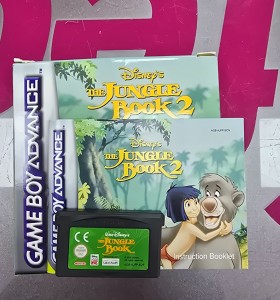 GAME BOY ADVANCE
Disney's
THE JUNGLE
BOOK 2
GAME BOY ADVANCE
Disney's
THE JUNGLE
BOOK 2
Instruction Booklet
Walt Disney's
THE JUNGLE
BOOK
CE